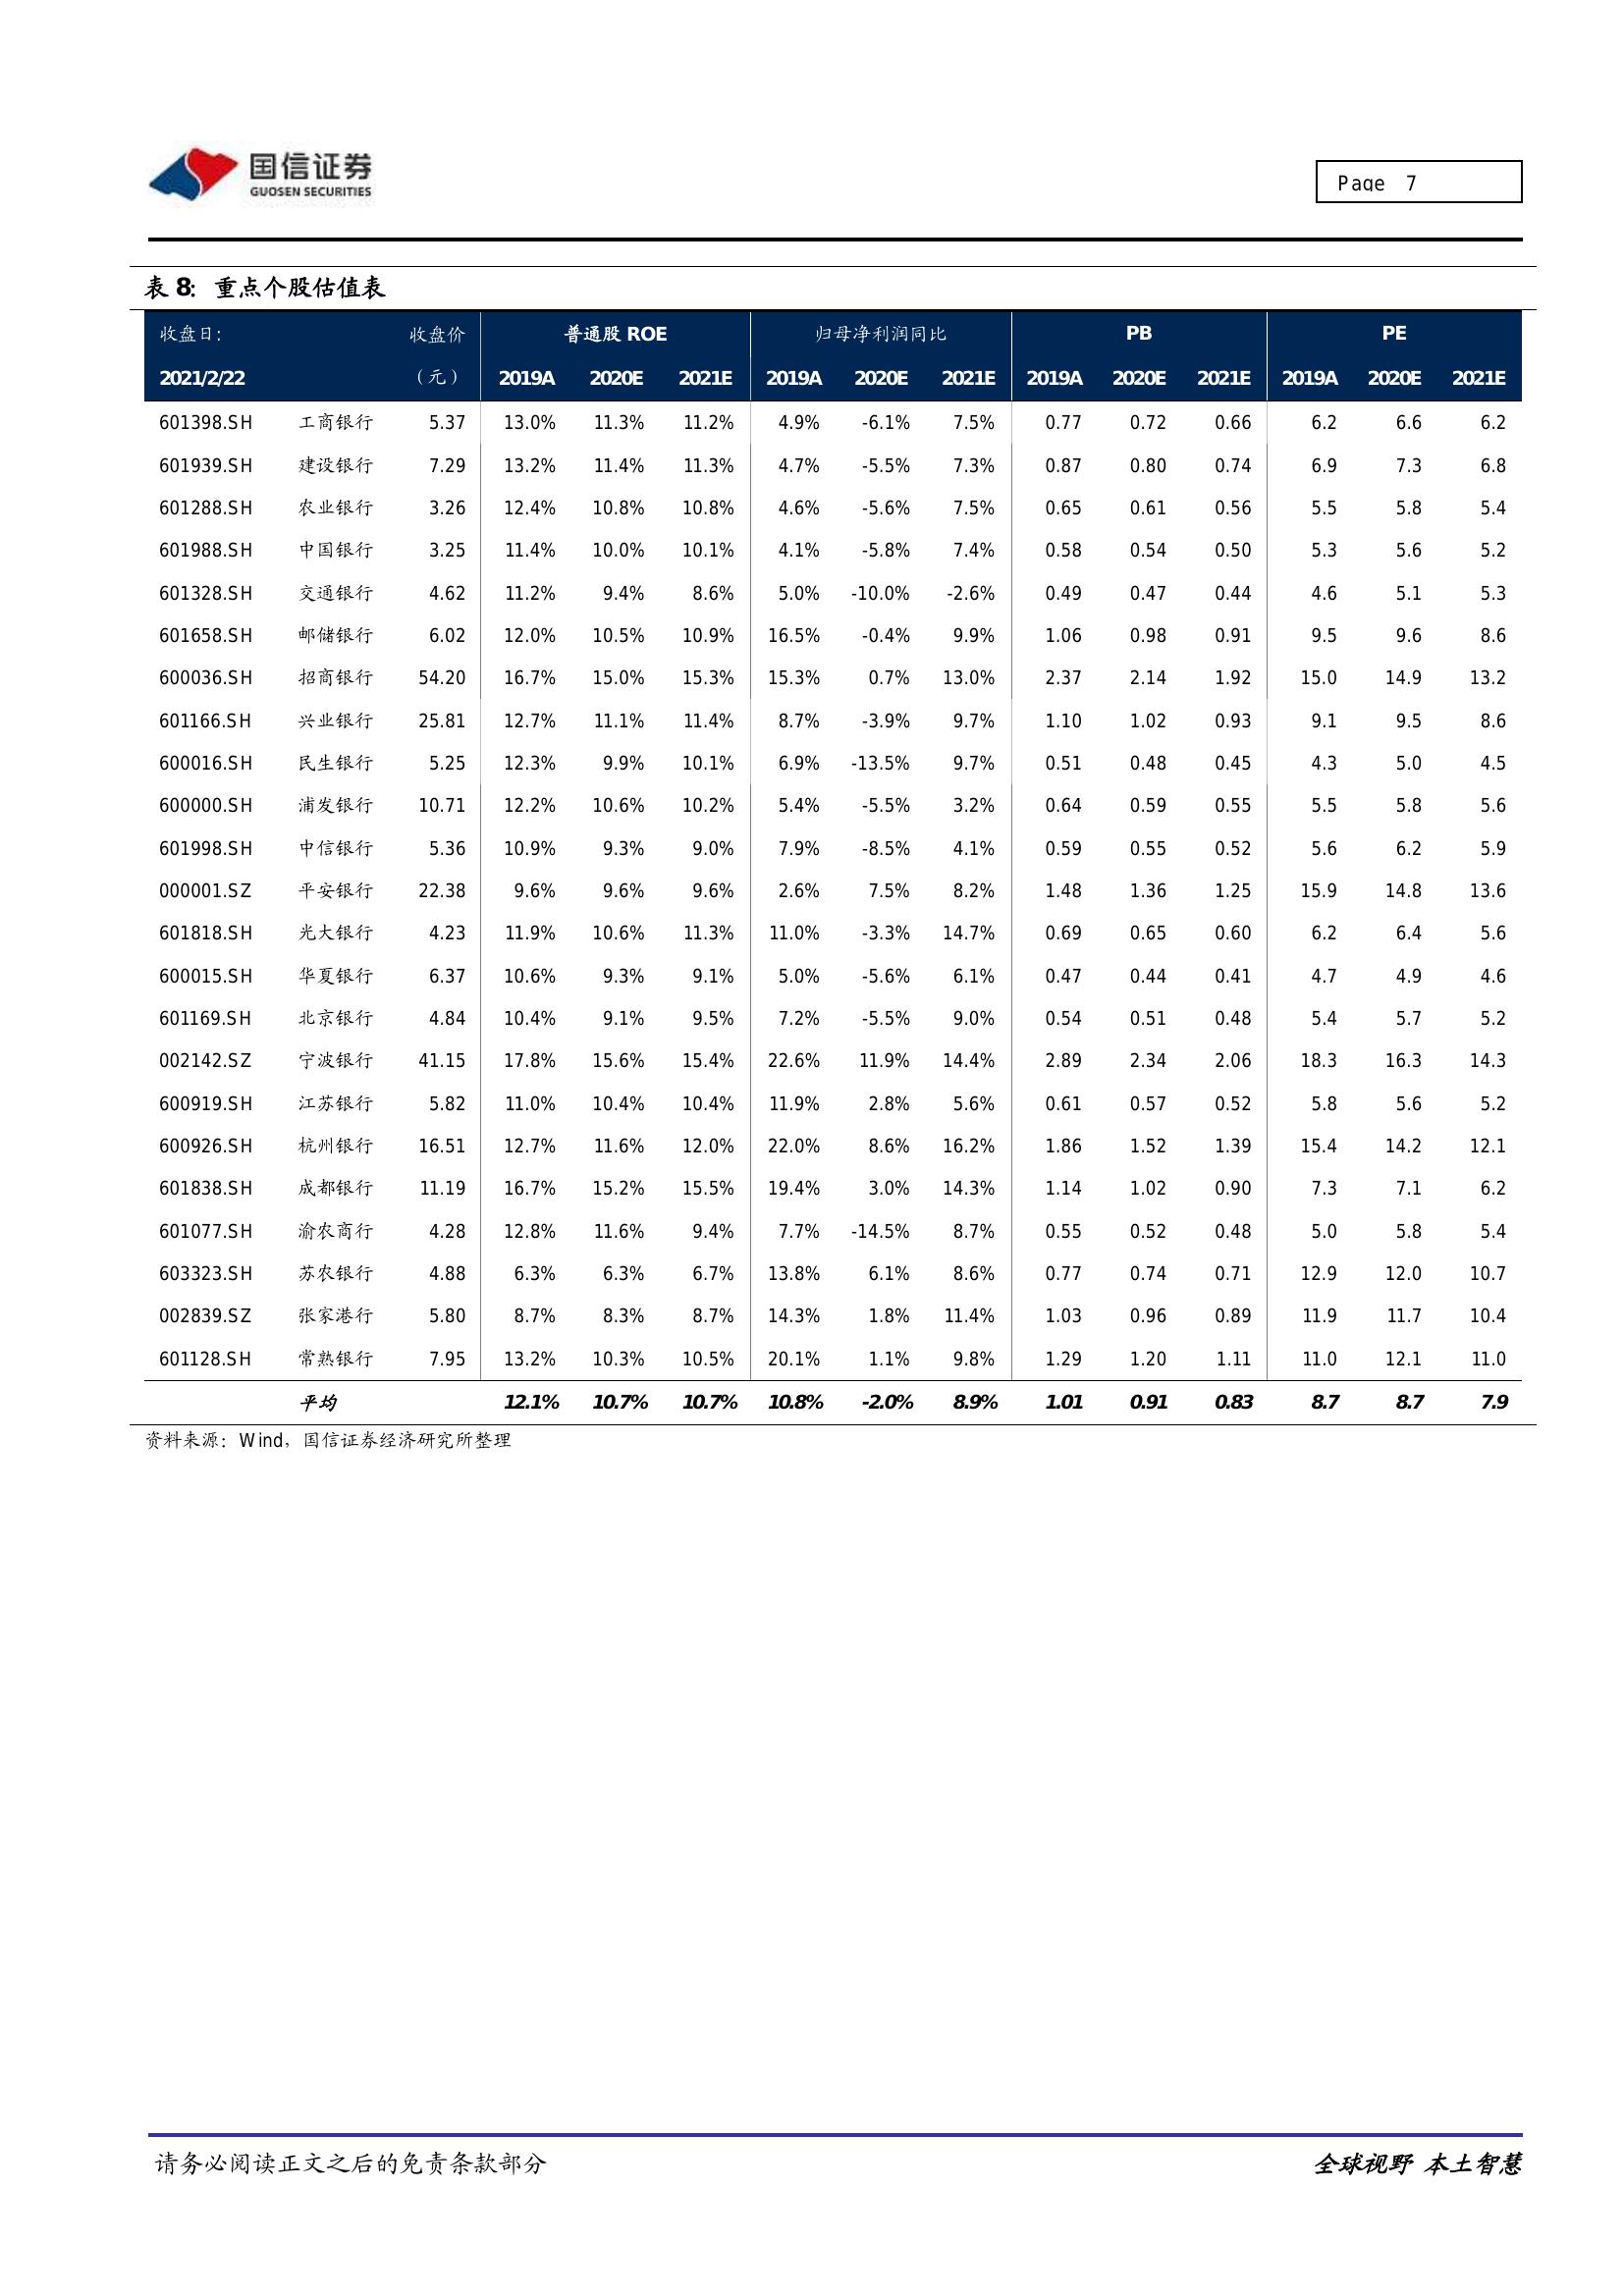 国信证券
GUOSEN SECURITIES
Page 7
表 8：重点个股估值表
收盘日： 收盘价 普通股 ROE 归母净利润同比 PB PE
2021/2/22 （元） 2019A 2020E 2021E 2019A 2020E 2021E 2019A 2020E 2021E 2019A 2020E 2021E
601398.SH 工商银行 5.37 13.0% 11.3% 11.2% 4.9% -6.1% 7.5% 0.77 0.72 0.66 6.2 6.6 6.2
601939.SH 建设银行 7.29 13.2% 11.4% 11.3% 4.7% -5.5% 7.3% 0.87 0.80 0.74 6.9 7.3 6.8
601288.SH 农业银行 3.26 12.4% 10.8% 10.8% 4.6% -5.6% 7.5% 0.65 0.61 0.56 5.5 5.8 5.4
601988.SH 中国银行 3.25 11.4% 10.0% 10.1% 4.1% -5.8% 7.4% 0.58 0.54 0.50 5.3 5.6 5.2
601328.SH 交通银行 4.62 11.2% 9.4% 8.6% 5.0% -10.0% -2.6% 0.49 0.47 0.44 4.6 5.1 5.3
601658.SH 邮储银行 6.02 12.0% 10.5% 10.9% 16.5% -0.4% 9.9% 1.06 0.98 0.91 9.5 9.6 8.6
600036.SH 招商银行 54.20 16.7% 15.0% 15.3% 15.3% 0.7% 13.0% 2.37 2.14 1.92 15.0 14.9 13.2
601166.SH 兴业银行 25.81 12.7% 11.1% 11.4% 8.7% -3.9% 9.7% 1.10 1.02 0.93 9.1 9.5 8.6
600016.SH 民生银行 5.25 12.3% 9.9% 10.1% 6.9% -13.5% 9.7% 0.51 0.48 0.45 4.3 5.0 4.5
600000.SH 浦发银行 10.71 12.2% 10.6% 10.2% 5.4% -5.5% 3.2% 0.64 0.59 0.55 5.5 5.8 5.6
601998.SH 中信银行 5.36 10.9% 9.3% 9.0% 7.9% -8.5% 4.1% 0.59 0.55 0.52 5.6 6.2 5.9
000001.SZ 平安银行 22.38 9.6% 9.6% 9.6% 2.6% 7.5% 8.2% 1.48 1.36 1.25 15.9 14.8 13.6
601818.SH 光大银行 4.23 11.9% 10.6% 11.3% 11.0% -3.3% 14.7% 0.69 0.65 0.60 6.2 6.4 5.6
600015.SH 华夏银行 6.37 10.6% 9.3% 9.1% 5.0% -5.6% 6.1% 0.47 0.44 0.41 4.7 4.9 4.6
601169.SH 北京银行 4.84 10.4% 9.1% 9.5% 7.2% -5.5% 9.0% 0.54 0.51 0.48 5.4 5.7 5.2
002142.SZ 宁波银行 41.15 17.8% 15.6% 15.4% 22.6% 11.9% 14.4% 2.89 2.34 2.06 18.3 16.3 14.3
600919.SH 江苏银行 5.82 11.0% 10.4% 10.4% 11.9% 2.8% 5.6% 0.61 0.57 0.52 5.8 5.6 5.2
600926.SH 杭州银行 16.51 12.7% 11.6% 12.0% 22.0% 8.6% 16.2% 1.86 1.52 1.39 15.4 14.2 12.1
601838.SH 成都银行 11.19 16.7% 15.2% 15.5% 19.4% 3.0% 14.3% 1.14 1.02 0.90 7.3 7.1 6.2
601077.SH 渝农商行 4.28 12.8% 11.6% 9.4% 7.7% -14.5% 8.7% 0.55 0.52 0.48 5.0 5.8 5.4
603323.SH 苏农银行 4.88 6.3% 6.3% 6.7% 13.8% 6.1% 8.6% 0.77 0.74 0.71 12.9 12.0 10.7
002839.SZ 张家港行 5.80 8.7% 8.3% 8.7% 14.3% 1.8% 11.4% 1.03 0.96 0.89 11.9 11.7 10.4
601128.SH 常熟银行 7.95 13.2% 10.3% 10.5% 20.1% 1.1% 9.8% 1.29 1.20 1.11 11.0 12.1 11.0
平均 12.1% 10.7% 10.7% 10.8% -2.0% 8.9% 1.01 0.91 0.83 8.7 8.7 7.9
资料来源：Wind，国信证券经济研究所整理
请务必阅读正文之后的免责条款部分 全球视野 本土智慧